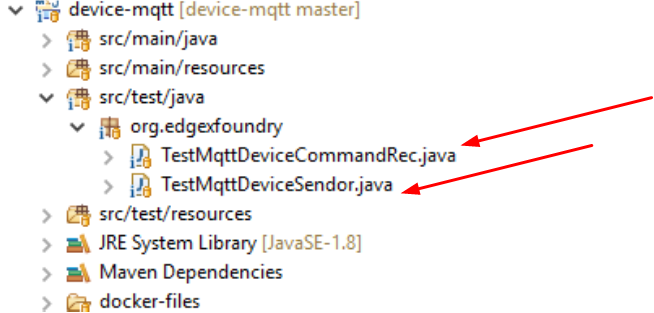 device-mqtt [device-mqtt master]
src/main/java
src/main/resources
src/test/java
org.edgexfoundry
TestMqttDeviceCommandRec.java
TestMqttDeviceSendor.java
src/test/resources
JRE System Library [JavaSE-1.8]
Maven Dependencies
docker-files